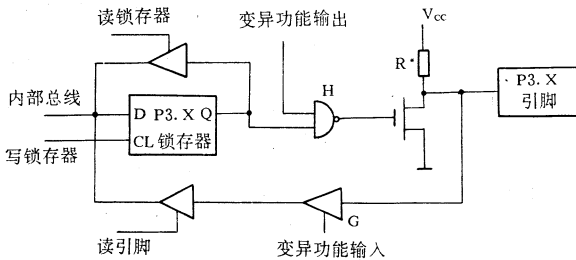 读锁存器
变异功能输出
Vcc
R*
H
P3.X
引脚
内部总线
D P3.X Q
CL 锁存器
写锁存器
G
读引脚
变异功能输入